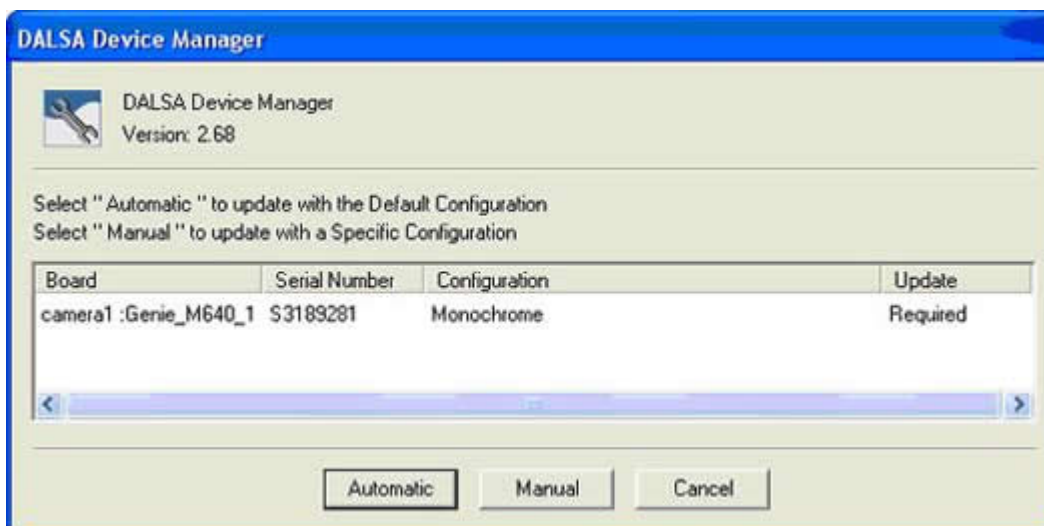 DALSA Device Manager
DALSA Device Manager
Version: 2.68
Select "Automatic" to update with the Default Configuration
Select "Manual" to update with a Specific Configuration
Board Serial Number Configuration Update
camera1 :Genie_M640_1 S3189281 Monochrome Required
Automatic Manual Cancel